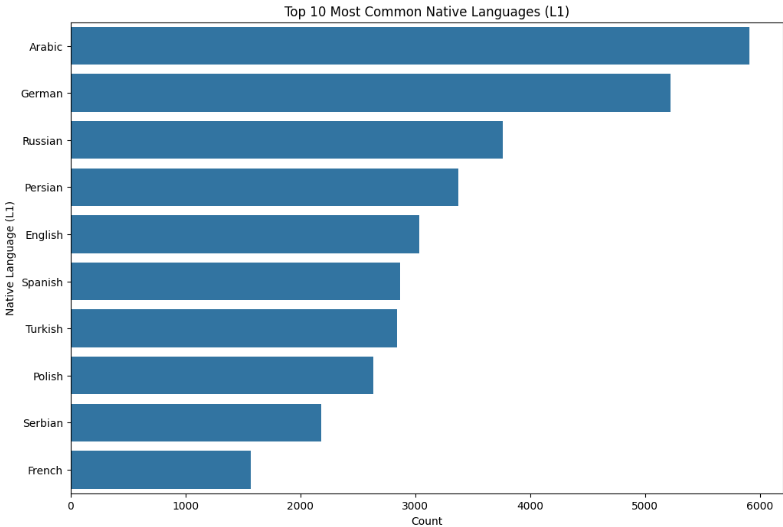 Top 10 Most Common Native Languages (L1)
Native Language (L1)
Arabic
German
Russian
Persian
English
Spanish
Turkish
Polish
Serbian
French
0 1000 2000 3000 4000 5000 6000
Count